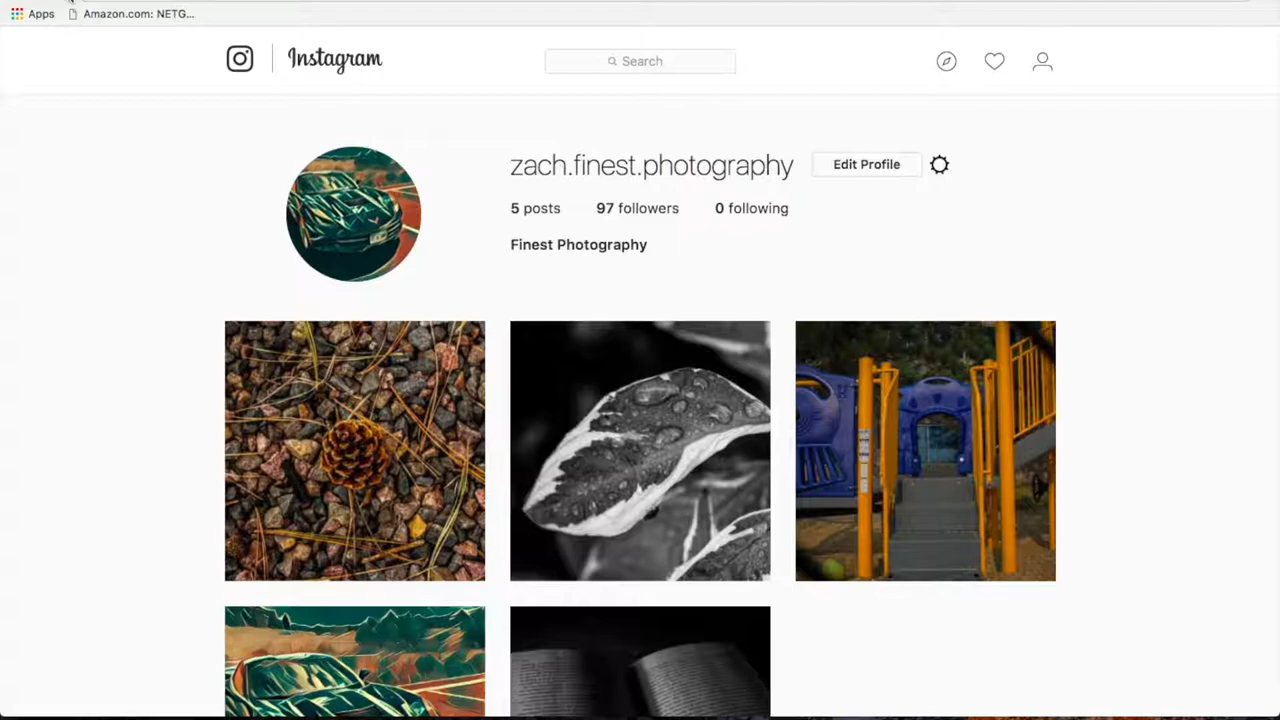 Apps Amazon.com: NETG...
Instagram Search
zach.finest.photography Edit Profile
5 posts 97 followers 0 following
Finest Photography